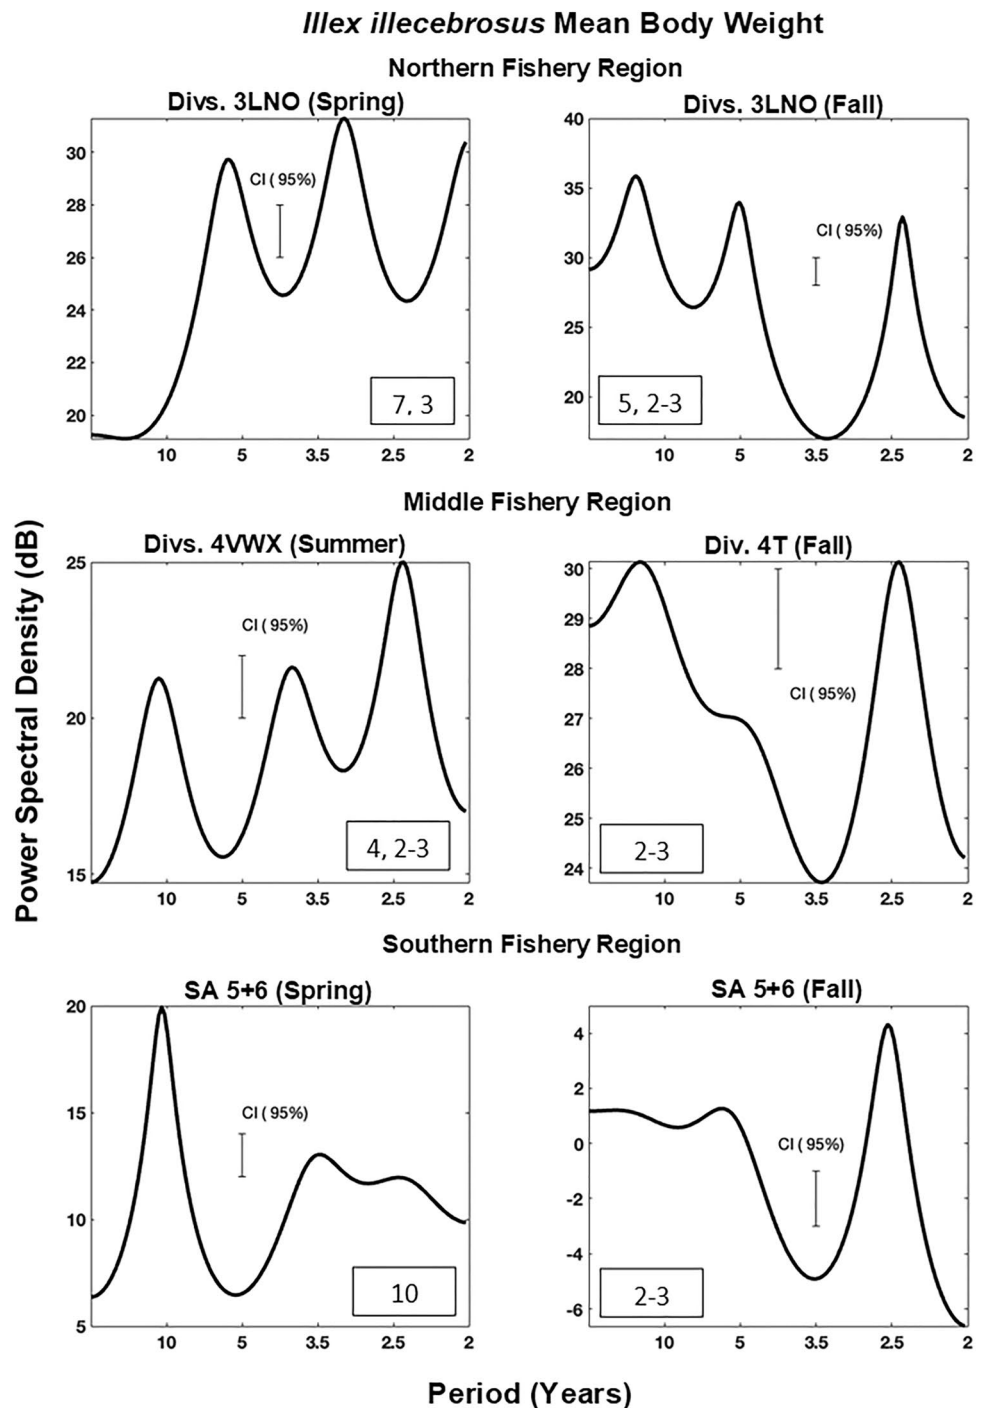 Illex illecebrosus Mean Body Weight
Northern Fishery Region
Divs. 3LNO (Spring)
30
28
26
24
22
20
CI ( 95%)
7, 3
10 5 3.5 2.5 2
Divs. 3LNO (Fall)
40
35
30
25
20
CI ( 95%)
5, 2-3
10 5 3.5 2.5 2
Middle Fishery Region
Power Spectral Density (dB)
Divs. 4VWX (Summer)
25
20
15
CI ( 95%)
4, 2-3
10 5 3.5 2.5 2
Div. 4T (Fall)
30
29
28
27
26
25
24
CI ( 95%)
2-3
10 5 3.5 2.5 2
Southern Fishery Region
SA 5+6 (Spring)
20
15
10
5
CI ( 95%)
10
10 5 3.5 2.5 2
SA 5+6 (Fall)
4
2
0
-2
-4
-6
CI ( 95%)
2-3
10 5 3.5 2.5 2
Period (Years)